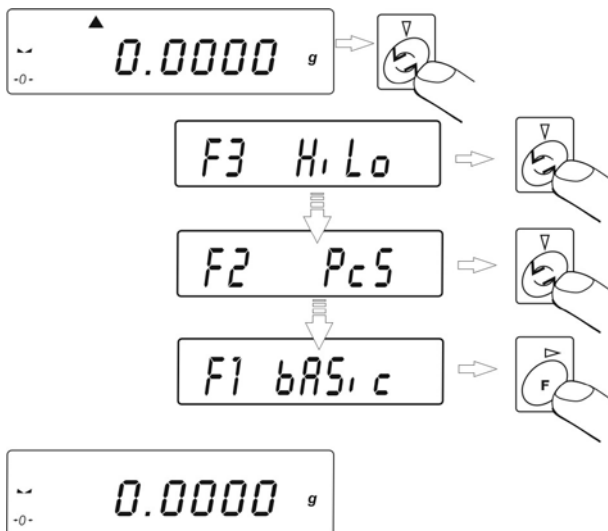 0.0000 g
-0-
F3 HiLo
F2 PcS
F1 bASic
F
0.0000 g
-0-